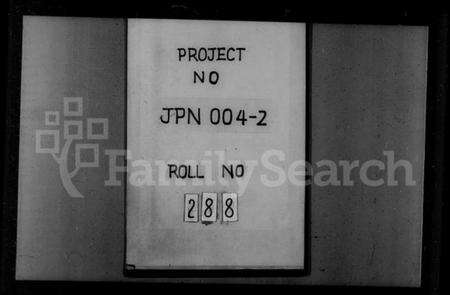 PROJECT
NO
JPN 004-2
FamilySearch
ROLL NO
288